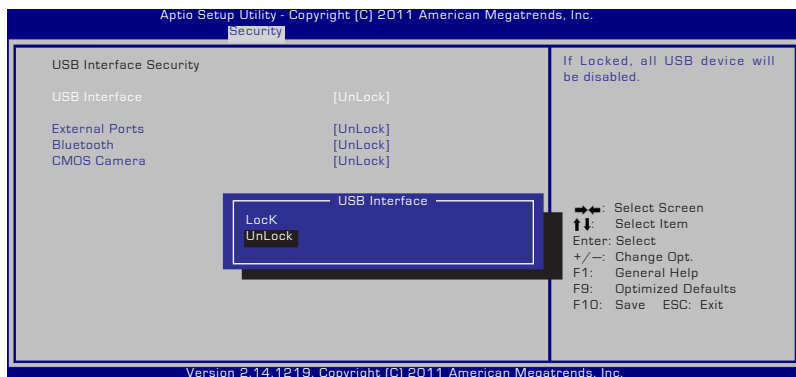 Aptio Setup Utility - Copyright (C) 2011 American Megatrends, Inc.
Security
USB Interface Security
USB Interface [UnLock]
External Ports [UnLock]
Bluetooth [UnLock]
CMOS Camera [UnLock]
USB Interface
LocK
UnLock
If Locked, all USB device will
be disabled.
→←: Select Screen
↑↓: Select Item
Enter: Select
+/—: Change Opt.
F1: General Help
F9: Optimized Defaults
F10: Save ESC: Exit
Version 2.14.1219. Copyright (C) 2011 American Megatrends, Inc.